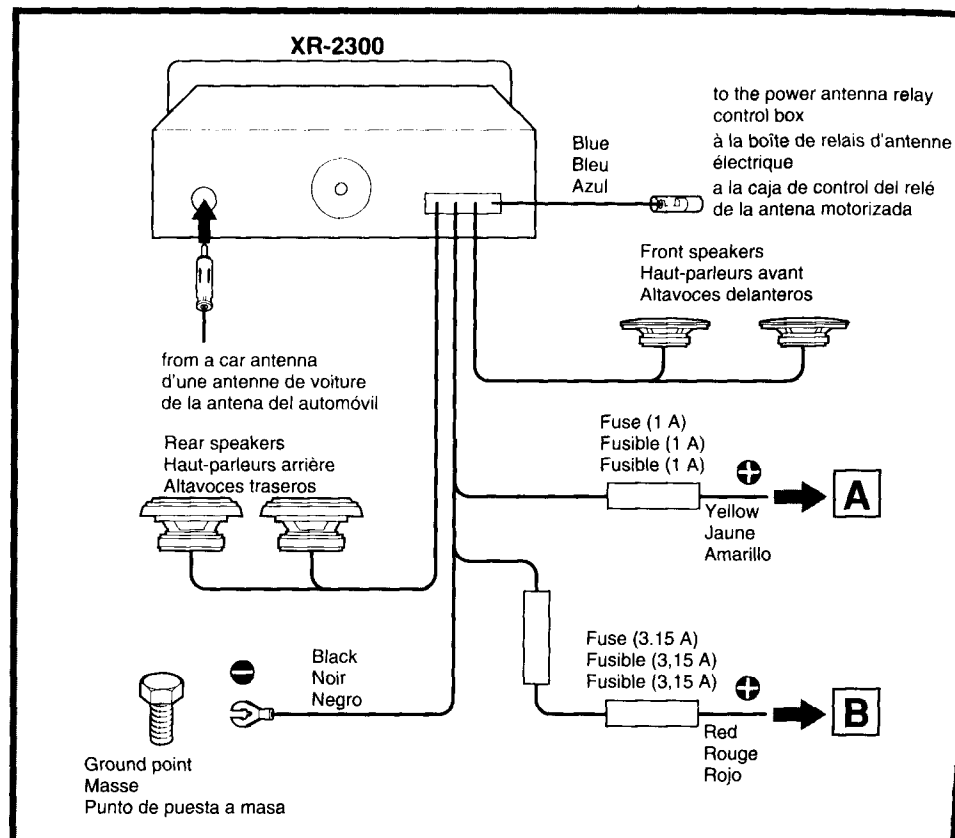 XR-2300
to the power antenna relay
control box
à la boîte de relais d'antenne
électrique
a la caja de control del relé
de la antena motorizada
Blue
Bleu
Azul
Front speakers
Haut-parleurs avant
Altavoces delanteros
from a car antenna
d'une antenne de voiture
de la antena del automóvil
Rear speakers
Haut-parleurs arrière
Altavoces traseros
Fuse (1 A)
Fusible (1 A)
Fusible (1 A)
Yellow
Jaune
Amarillo
A
Fuse (3.15 A)
Fusible (3,15 A)
Fusible (3,15 A)
Red
Rouge
Rojo
B
Black
Noir
Negro
Ground point
Masse
Punto de puesta a masa